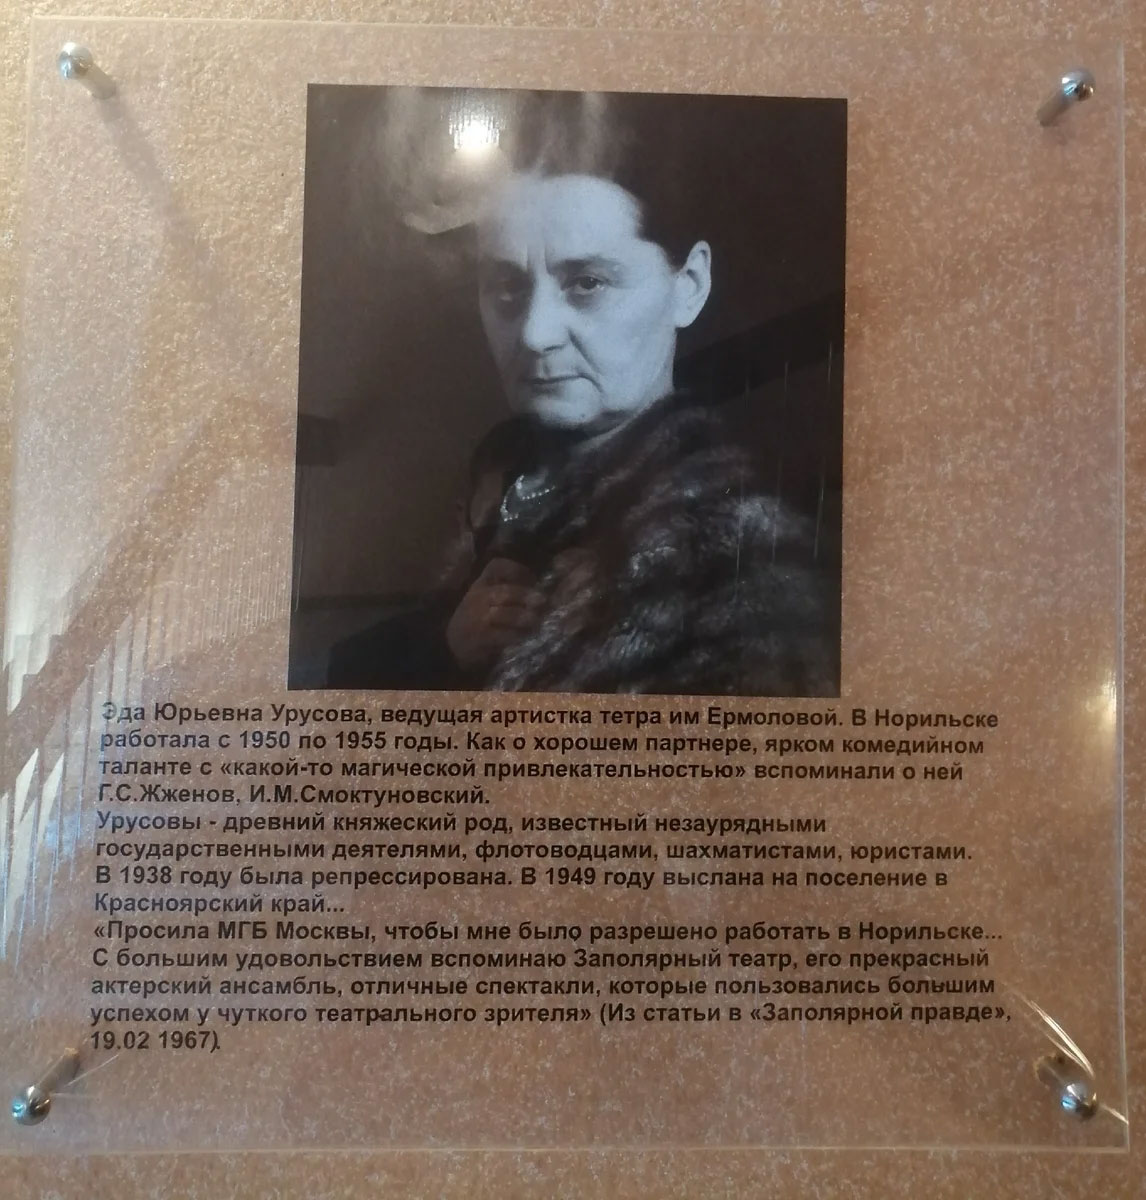 Эда Юрьевна Урусова, ведущая артистка тетра им Ермоловой. В Норильске
работала с 1950 по 1955 годы. Как о хорошем партнере, ярком комедийном
таланте с «какой-то магической привлекательностью» вспоминали о ней
Г.С.Жженов, И.М.Смоктуновский.
Урусовы - древний княжеский род, известный незаурядными
государственными деятелями, флотоводцами, шахматистами, юристами.
В 1938 году была репрессирована. В 1949 году выслана на поселение в
Красноярский край...
«Просила МГБ Москвы, чтобы мне было разрешено работать в Норильске...
С большим удовольствием вспоминаю Заполярный театр, его прекрасный
актерский ансамбль, отличные спектакли, которые пользовались большим
успехом у чуткого театрального зрителя» (Из статьи в «Заполярной правде»,
19.02 1967).